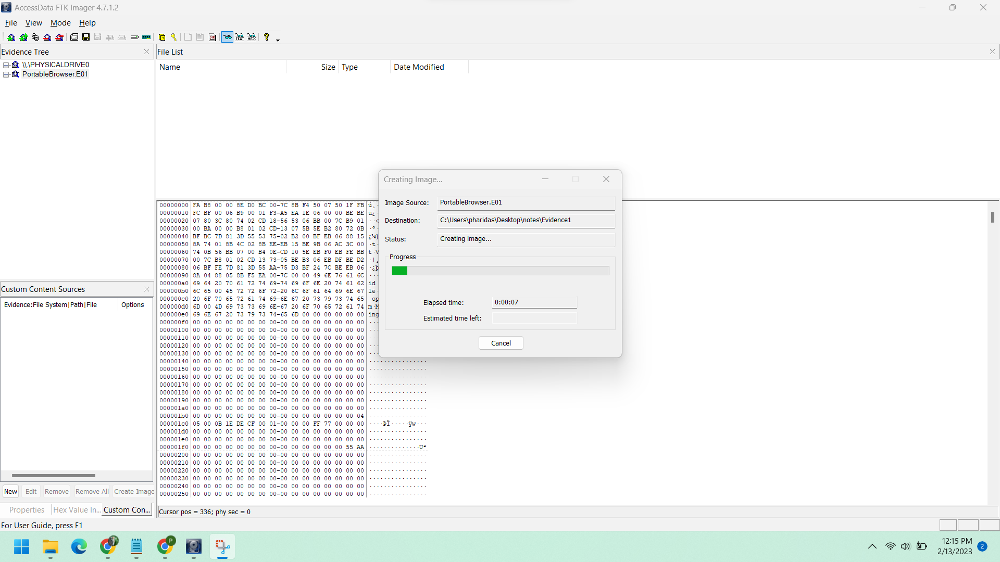 AccessData FTK Imager 4.7.1.2
File View Mode Help
Evidence Tree
File List
\\.\PHYSICALDRIVE0
PortableBrowser.E01
Name Size Type Date Modified
Creating Image...
Image Source: PortableBrowser.E01
Destination: C:\Users\pharidas\Desktop\notes\Evidence1
Status: Creating image...
Progress
Elapsed time: 0:00:07
Estimated time left:
Cancel
00000000 FA B8 00 00 8E D0 BC 00-7C 8B F4 50 07 50 1F FB
00000010 FC BF 00 06 B9 00 01 F3-A5 EA 1E 06 00 00 BE BE
00000020 07 80 3C 80 74 02 CD 18-56 53 06 BB 00 7C B9 01
00000030 00 BA 00 00 B8 01 02 CD-13 07 5B 5E B2 80 72 0B
00000040 BF BC 7D 81 3D 55 53 75-02 B2 00 BF EB 06 88 15
00000050 8A 74 01 8B 4C 02 8B EE-EB 15 BE 9B 06 AC 3C 00
00000060 74 0B 56 BB 07 00 B4 0E-CD 10 5E EB F0 EB FE BB
00000070 00 7C B8 01 02 CD 13 73-05 BE B3 06 EB DF BE D2
00000080 06 BF FE 7D 81 3D 55 AA-75 D3 BF 24 7C BE EB 06
00000090 8A 04 88 05 8B F5 EA 00-7C 00 00 49 6E 76 61 6C
000000a0 69 64 20 70 61 72 74 69-74 69 6F 6E 20 74 61 62 id
000000b0 6C 65 00 45 72 72 6F 72-20 6C 6F 61 64 69 6E 67 le
000000c0 20 6F 70 65 72 61 74 69-6E 67 20 73 79 73 74 65 op
000000d0 6D 00 4D 69 73 73 69 6E-67 20 6F 70 65 72 61 74 m·M
000000e0 69 6E 67 20 73 79 73 74-65 6D 00 00 00 00 00 00 ing
000000f0 00 00 00 00 00 00 00 00-00 00 00 00 00 00 00 00
00000100 00 00 00 00 00 00 00 00-00 00 00 00 00 00 00 00
00000110 00 00 00 00 00 00 00 00-00 00 00 00 00 00 00 00
00000120 00 00 00 00 00 00 00 00-00 00 00 00 00 00 00 00
00000130 00 00 00 00 00 00 00 00-00 00 00 00 00 00 00 00
00000140 00 00 00 00 00 00 00 00-00 00 00 00 00 00 00 00 ················
00000150 00 00 00 00 00 00 00 00-00 00 00 00 00 00 00 00 ················
00000160 00 00 00 00 00 00 00 00-00 00 00 00 00 00 00 00 ················
00000170 00 00 00 00 00 00 00 00-00 00 00 00 00 00 00 00 ················
00000180 00 00 00 00 00 00 00 00-00 00 00 00 00 00 00 00 ················
00000190 00 00 00 00 00 00 00 00-00 00 00 00 00 00 00 00 ················
000001a0 00 00 00 00 00 00 00 00-00 00 00 00 00 00 00 00 ················
000001b0 00 00 00 00 00 00 00 00-00 00 00 00 00 00 00 04 ················
000001c0 05 00 0B 1E DE CF 00 01-00 00 00 FF 77 00 00 00 ····ÞÏ·····ÿw···
000001d0 00 00 00 00 00 00 00 00-00 00 00 00 00 00 00 00 ················
000001e0 00 00 00 00 00 00 00 00-00 00 00 00 00 00 00 00 ················
000001f0 00 00 00 00 00 00 00 00-00 00 00 00 00 00 55 AA ··············Uª
00000200 00 00 00 00 00 00 00 00-00 00 00 00 00 00 00 00 ················
00000210 00 00 00 00 00 00 00 00-00 00 00 00 00 00 00 00 ················
00000220 00 00 00 00 00 00 00 00-00 00 00 00 00 00 00 00 ················
00000230 00 00 00 00 00 00 00 00-00 00 00 00 00 00 00 00 ················
00000240 00 00 00 00 00 00 00 00-00 00 00 00 00 00 00 00 ················
00000250 00 00 00 00 00 00 00 00-00 00 00 00 00 00 00 00 ················
Custom Content Sources
Evidence:File System|Path|File Options
New Edit Remove Remove All Create Image
Properties Hex Value In... Custom Con...
Cursor pos = 336; phy sec = 0
For User Guide, press F1
12:15 PM
2/13/2023
2